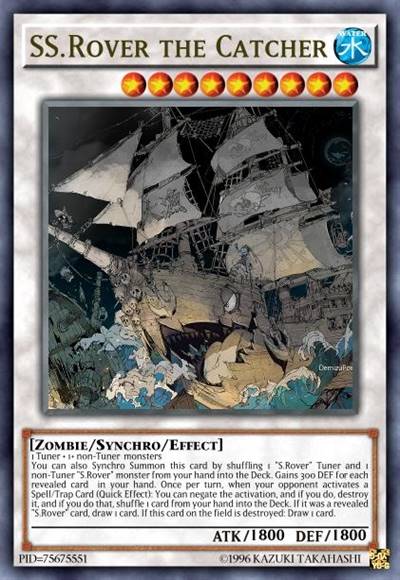 SS.Rover the Catcher
WATER
水
[Zombie/Synchro/Effect]
1 Tuner + 1+ non-Tuner monsters
You can also Synchro Summon this card by shuffling 1 "S.Rover" Tuner and 1
non-Tuner "S.Rover" monster from your hand into the Deck. Gains 300 DEF for each
revealed card in your hand. Once per turn, when your opponent activates a
Spell/Trap Card (Quick Effect): You can negate the activation, and if you do, destroy
it, and if you do that, shuffle 1 card from your hand into the Deck. If it was a revealed
"S.Rover" card, draw 1 card. If this card on the field is destroyed: Draw 1 card.
ATK/1800 DEF/1800
PID=75675551
©1996 KAZUKI TAKAHASHI